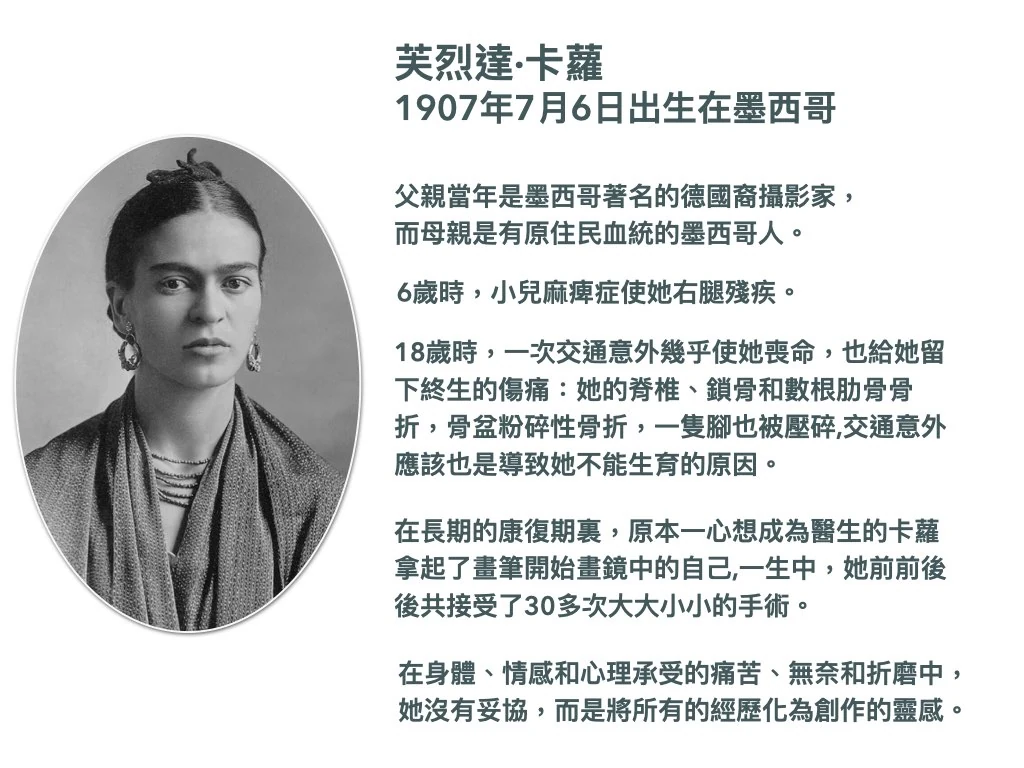 芙烈達·卡蘿
1907年7月6日出生在墨西哥
父親當年是墨西哥著名的德國裔攝影家，
而母親是有原住民血統的墨西哥人。
6歲時，小兒麻痺症使她右腿殘疾。
18歲時，一次交通意外幾乎使她喪命，也給她留
下終生的傷痛：她的脊椎、鎖骨和數根肋骨骨
折，骨盆粉碎性骨折，一隻腳也被壓碎,交通意外
應該也是導致她不能生育的原因。
在長期的康復期裏，原本一心想成為醫生的卡蘿
拿起了畫筆開始畫鏡中的自己,一生中，她前前後
後共接受了30多次大大小小的手術。
在身體、情感和心理承受的痛苦、無奈和折磨中，
她沒有妥協，而是將所有的經歷化為創作的靈感。